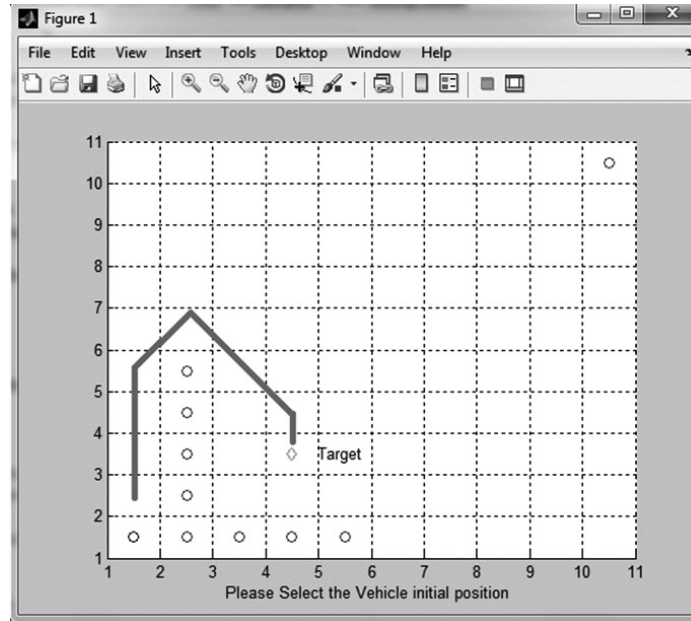 Figure 1
File Edit View Insert Tools Desktop Window Help
11
10
9
8
7
6
5
4
3
2
1
Target
1 2 3 4 5 6 7 8 9 10 11
Please Select the Vehicle initial position